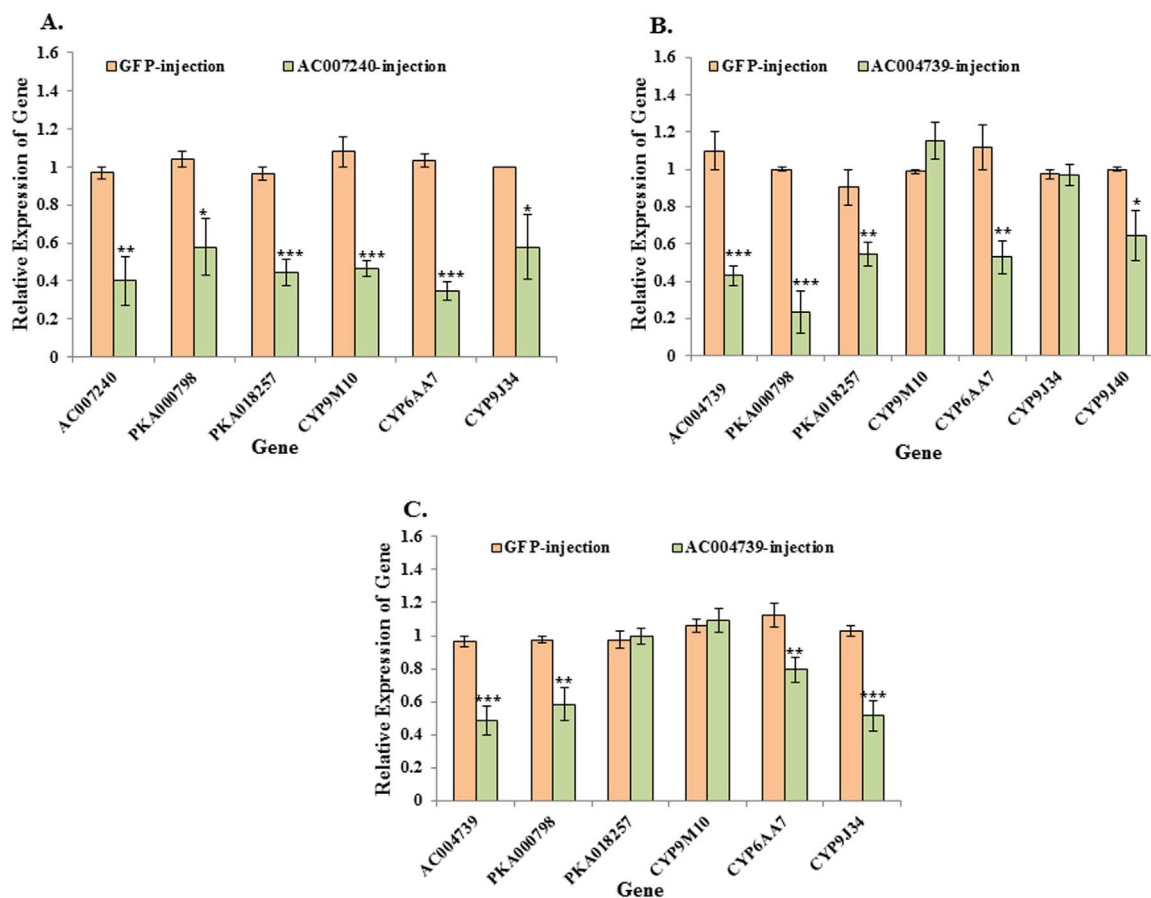 A.
Relative Expression of Gene
1.6
1.4
1.2
1
0.8
0.6
0.4
0.2
0
GFP-injection AC007240-injection
** * *** *** *** *
AC007240 PKA000798 PKA018257 CYP9M10 CYP6AA7 CYP9J34
Gene
B.
Relative Expression of Gene
1.6
1.4
1.2
1
0.8
0.6
0.4
0.2
0
GFP-injection AC004739-injection
*** *** ** ** *
AC004739 PKA000798 PKA018257 CYP9M10 CYP6AA7 CYP9J34 CYP9J40
Gene
C.
Relative Expression of Gene
1.6
1.4
1.2
1
0.8
0.6
0.4
0.2
0
GFP-injection AC004739-injection
*** ** ** ***
AC004739 PKA000798 PKA018257 CYP9M10 CYP6AA7 CYP9J34
Gene